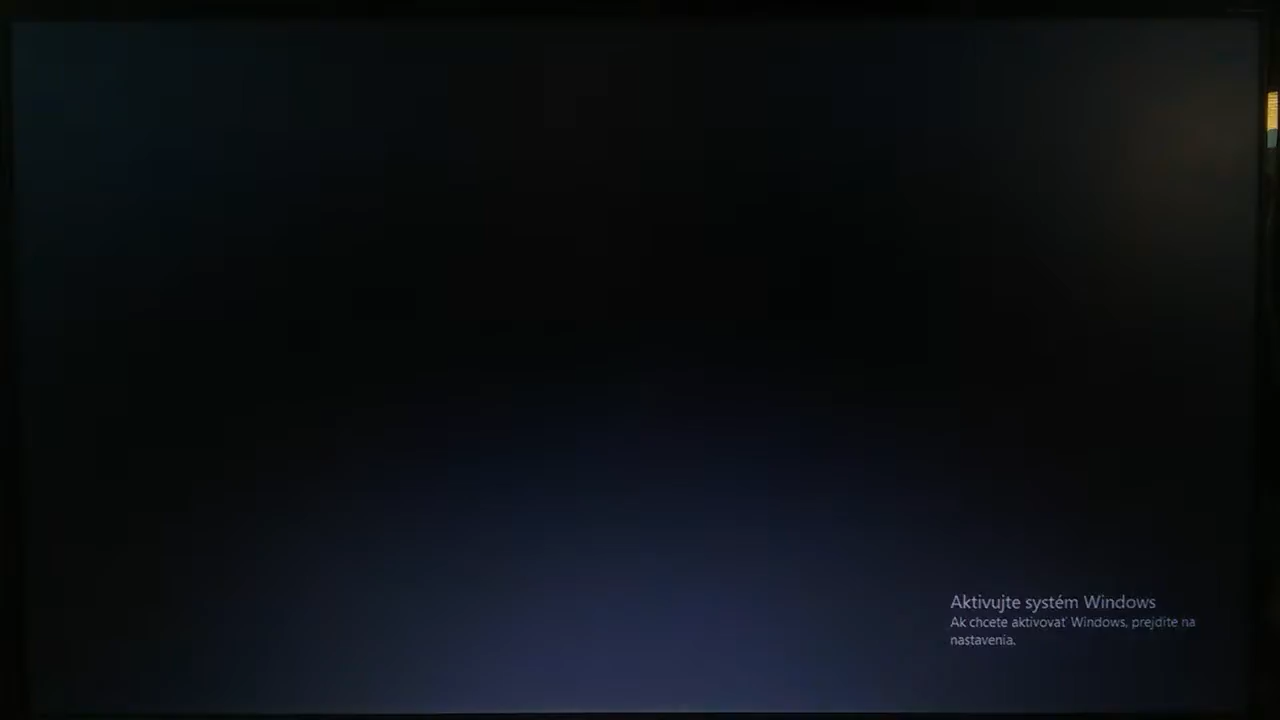 Aktivujte systém Windows
Ak chcete aktivovať Windows, prejdite na
nastavenia.